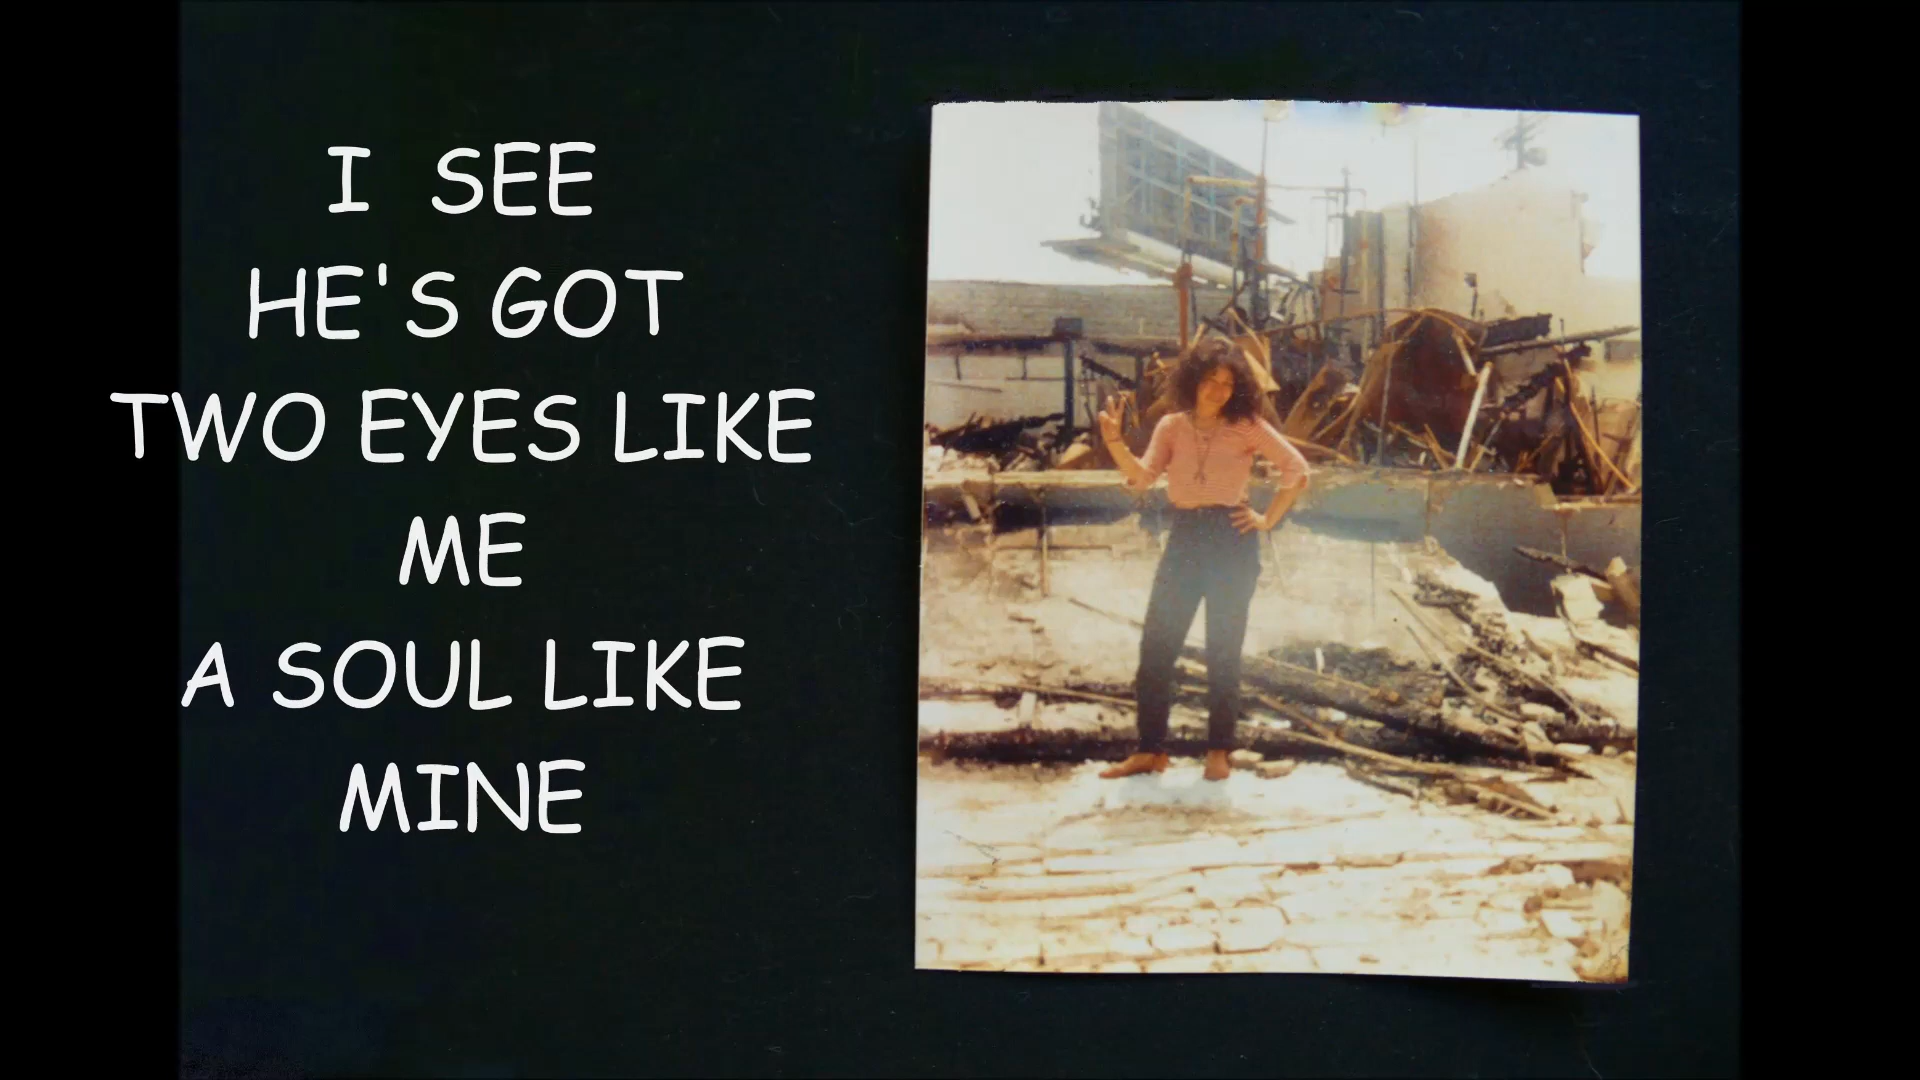 I SEE
HE'S GOT
TWO EYES LIKE
ME
A SOUL LIKE
MINE